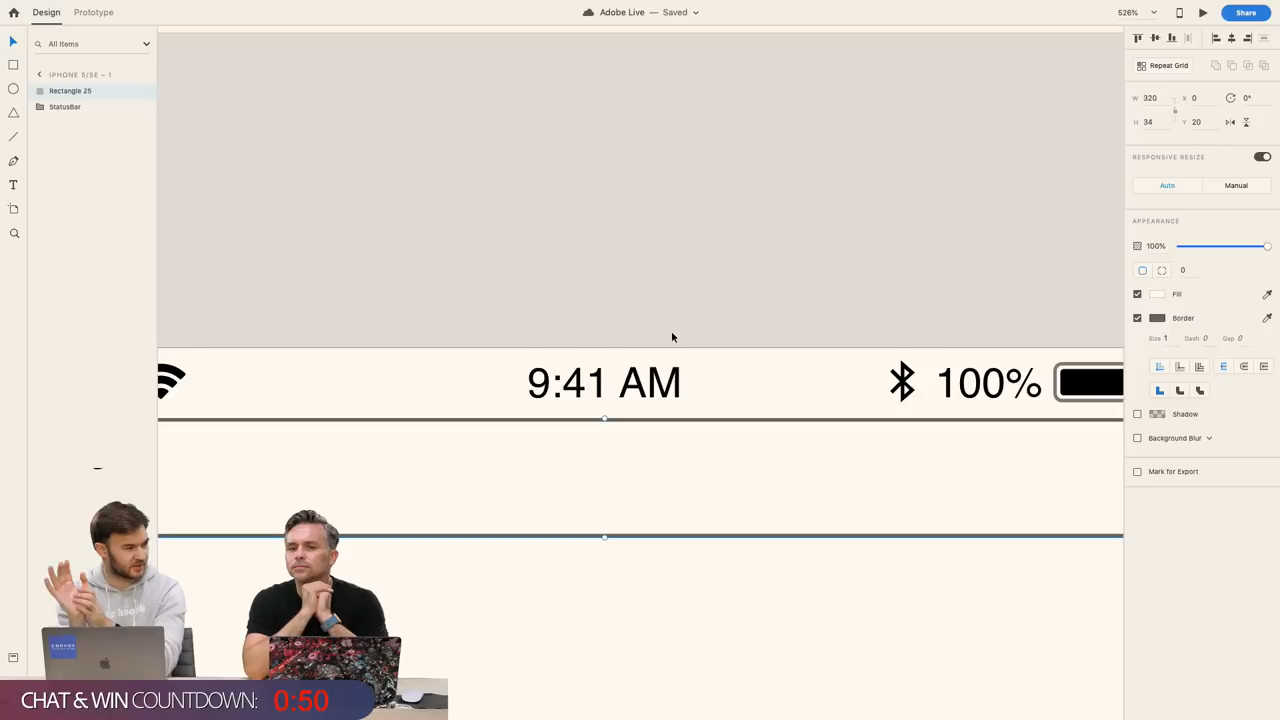 Design Prototype Adobe Live — Saved 526% Share
All Items
IPHONE 5/SE – 1
Rectangle 25
StatusBar
9:41 AM 100%
Repeat Grid
W 320 X 0 0°
H 34 Y 20
RESPONSIVE RESIZE
Auto Manual
APPEARANCE
100%
0
Fill
Border
Size 1 Dash 0 Gap 0
Shadow
Background Blur
Mark for Export
CHAT & WIN COUNTDOWN: 0:50